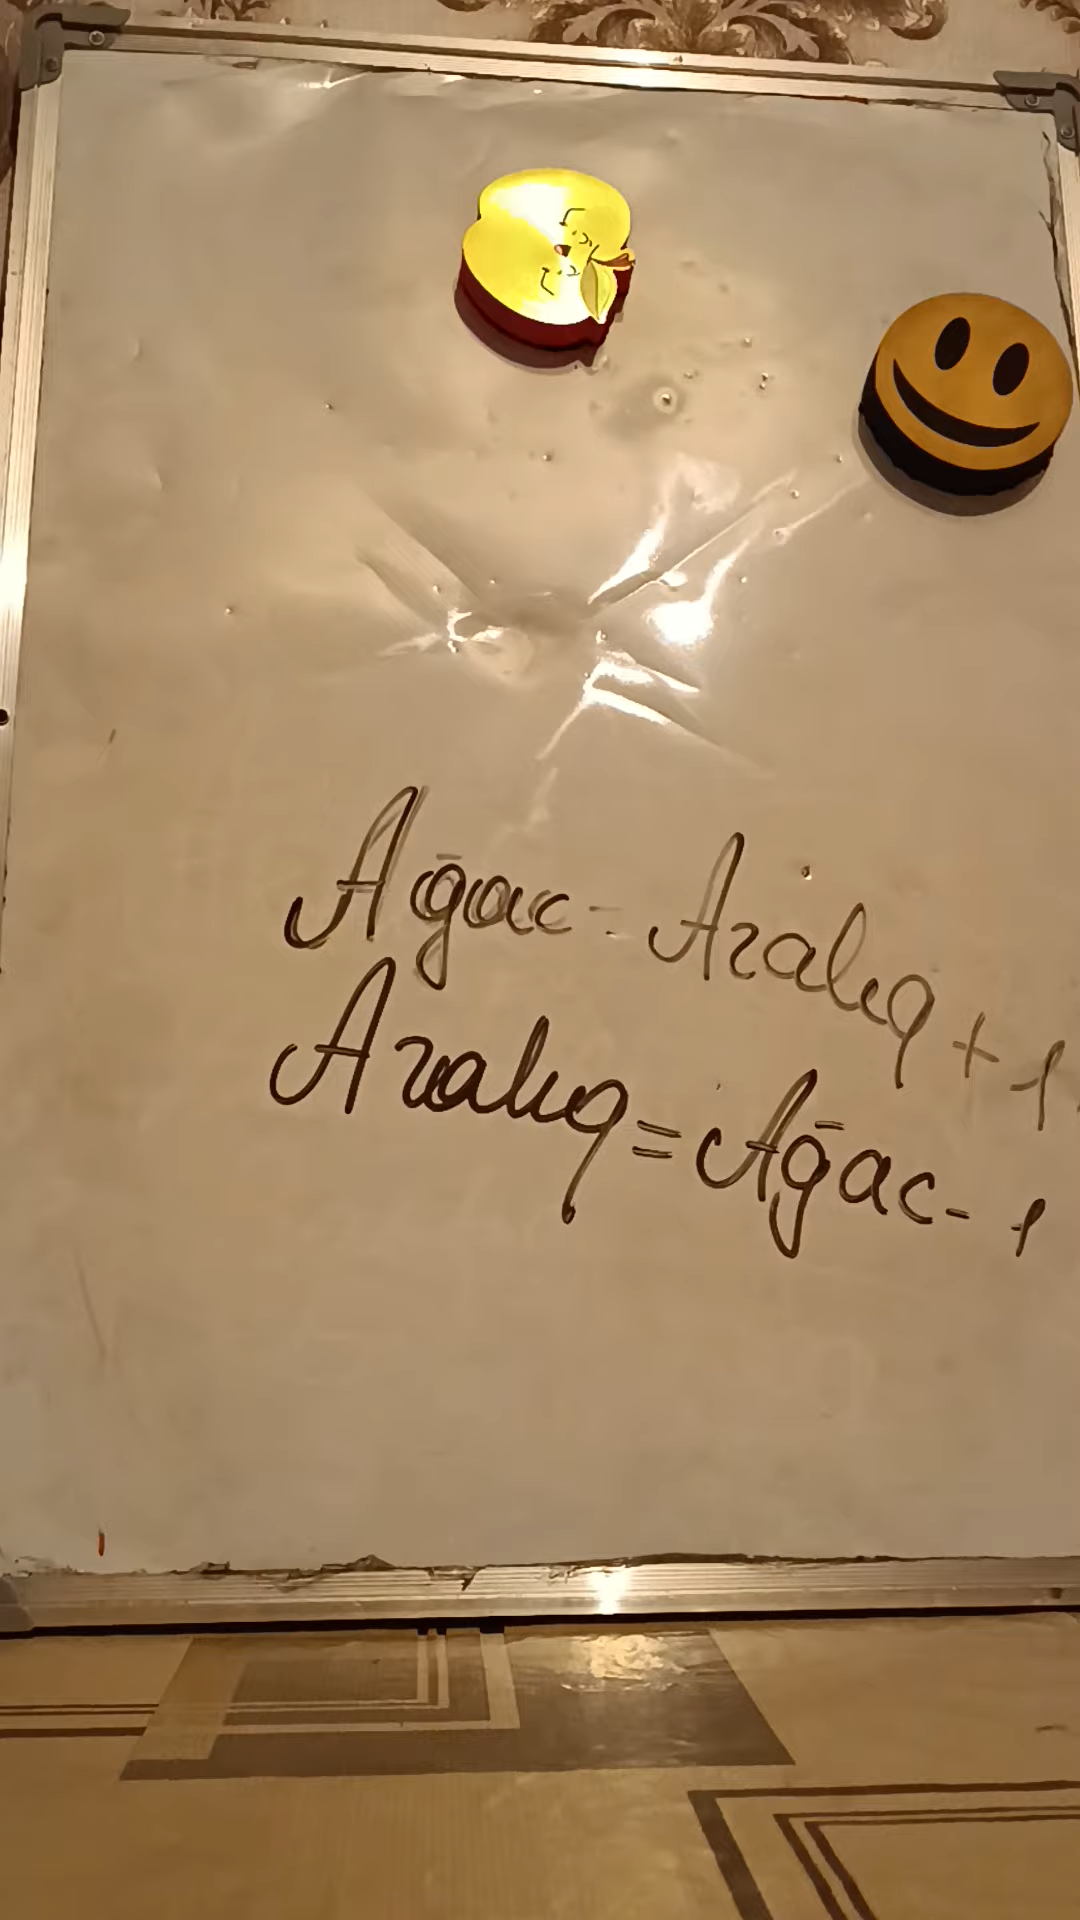 Ağac = Aralıq + 1
Aralıq = Ağac - 1